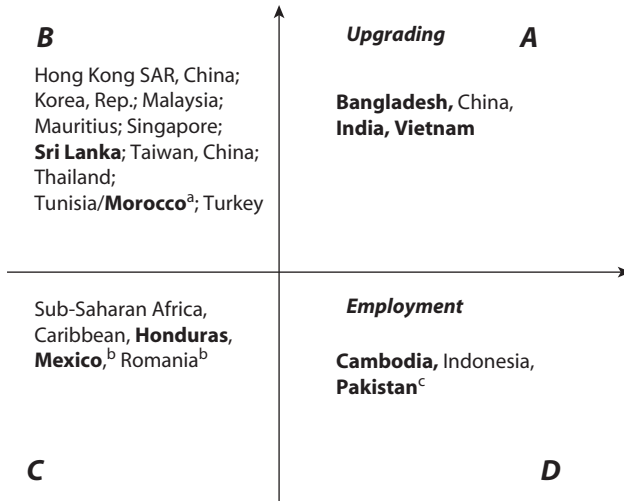 B
Hong Kong SAR, China;
Korea, Rep.; Malaysia;
Mauritius; Singapore;
Sri Lanka; Taiwan, China;
Thailand;
Tunisia/Moroccoᵃ; Turkey
Upgrading A
Bangladesh, China,
India, Vietnam
Sub-Saharan Africa,
Caribbean, Honduras,
Mexico,ᵇ Romaniaᵇ
C
Employment
Cambodia, Indonesia,
Pakistanᶜ
D